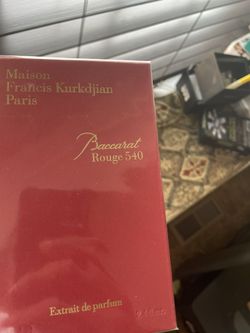 Maison
Francis Kurkdjian
Paris
Baccarat
Rouge 540
Extrait de parfum